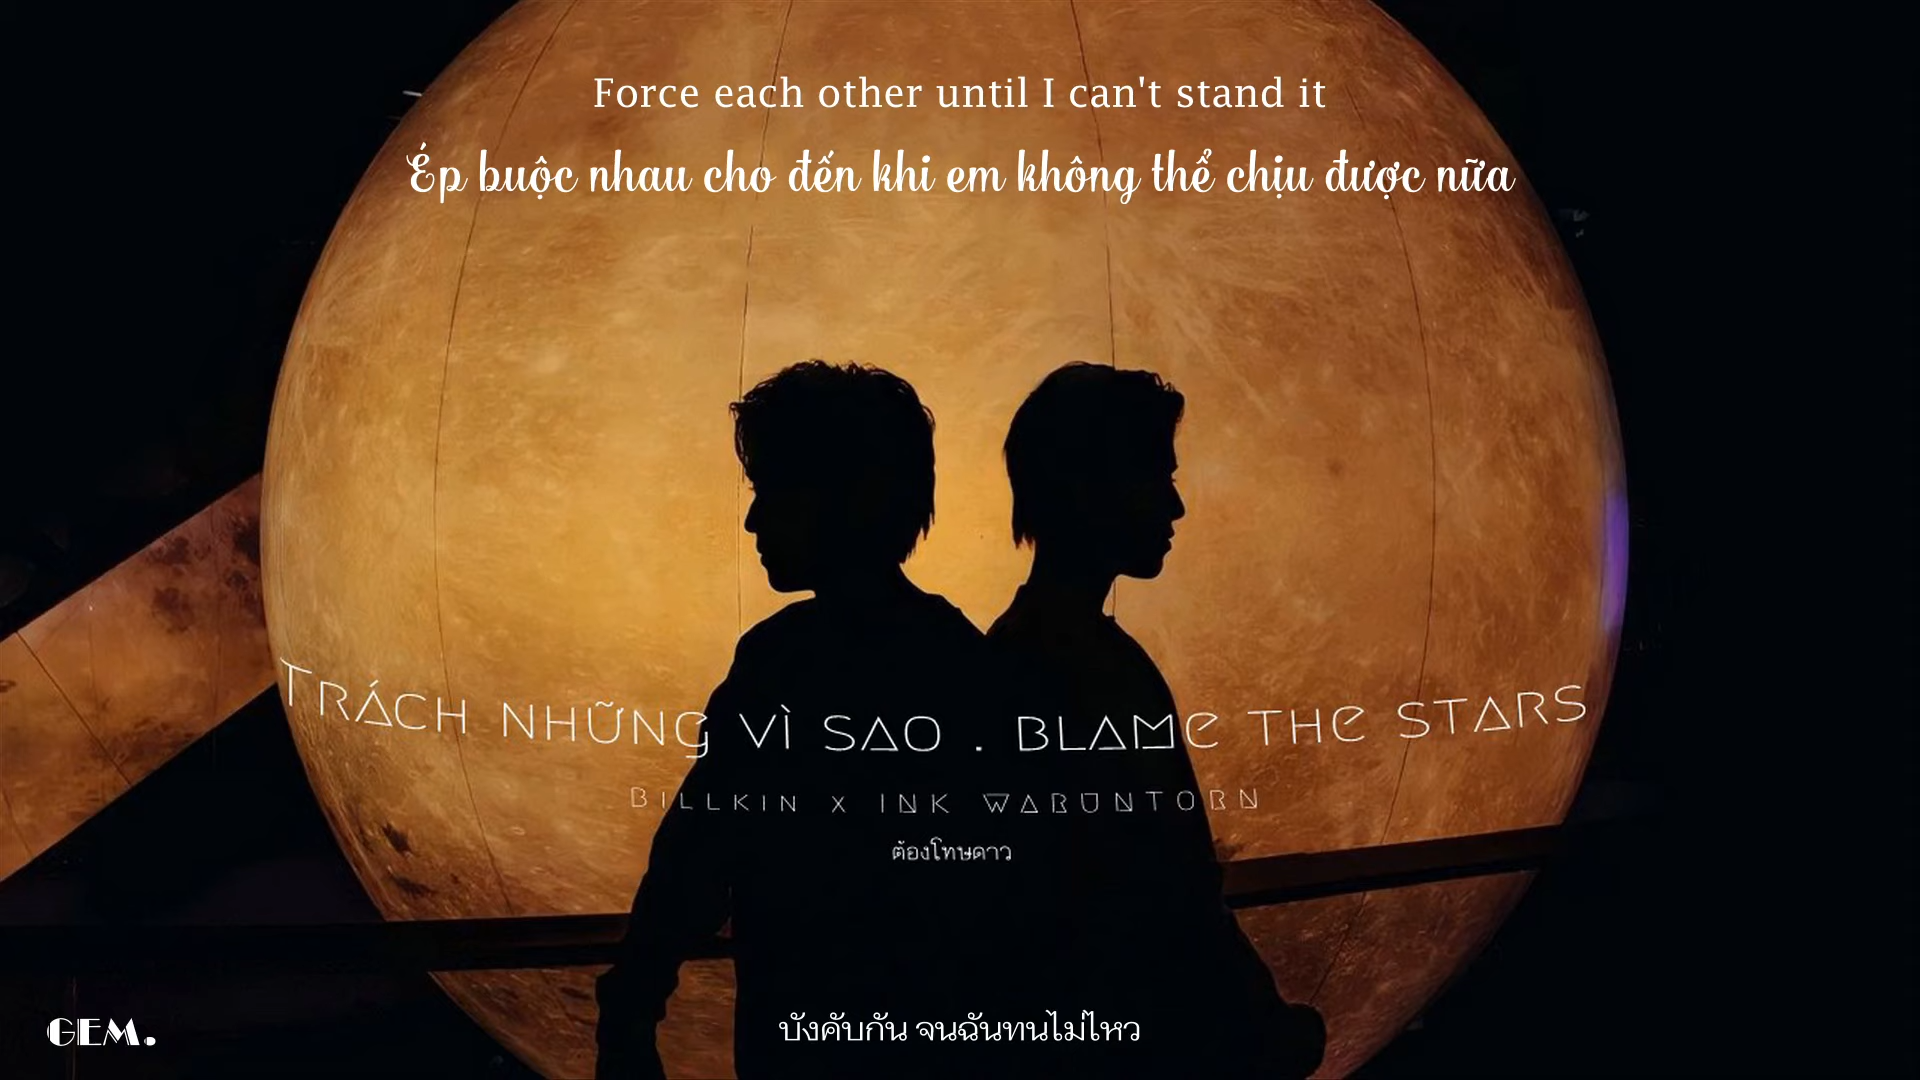 Force each other until I can't stand it
Ép buộc nhau cho đến khi em không thể chịu được nữa
TRÁCH NHỮNG VÌ SAO . BLAME THE STARS
BILLKIN X INK WARUNTORN
ต้องโทษดาว
บังคับกัน จนฉันทนไม่ไหว
GEM.